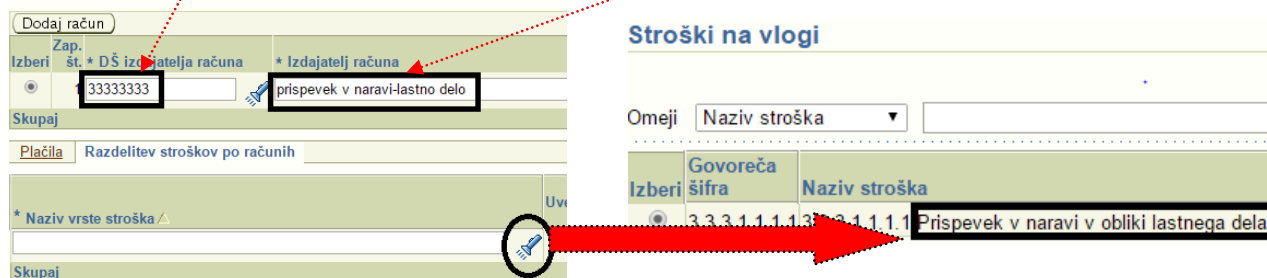 Dodaj račun
Izberi Zap. št. * DŠ izdajatelja računa * Izdajatelj računa
1 33333333 prispevek v naravi-lastno delo
Skupaj
Plačila Razdelitev stroškov po računih
* Naziv vrste stroška Uve
Skupaj
Stroški na vlogi
Omeji Naziv stroška
Izberi Govoreča šifra Naziv stroška
3.3.3.1.1.1.1 Prispevek v naravi v obliki lastnega dela